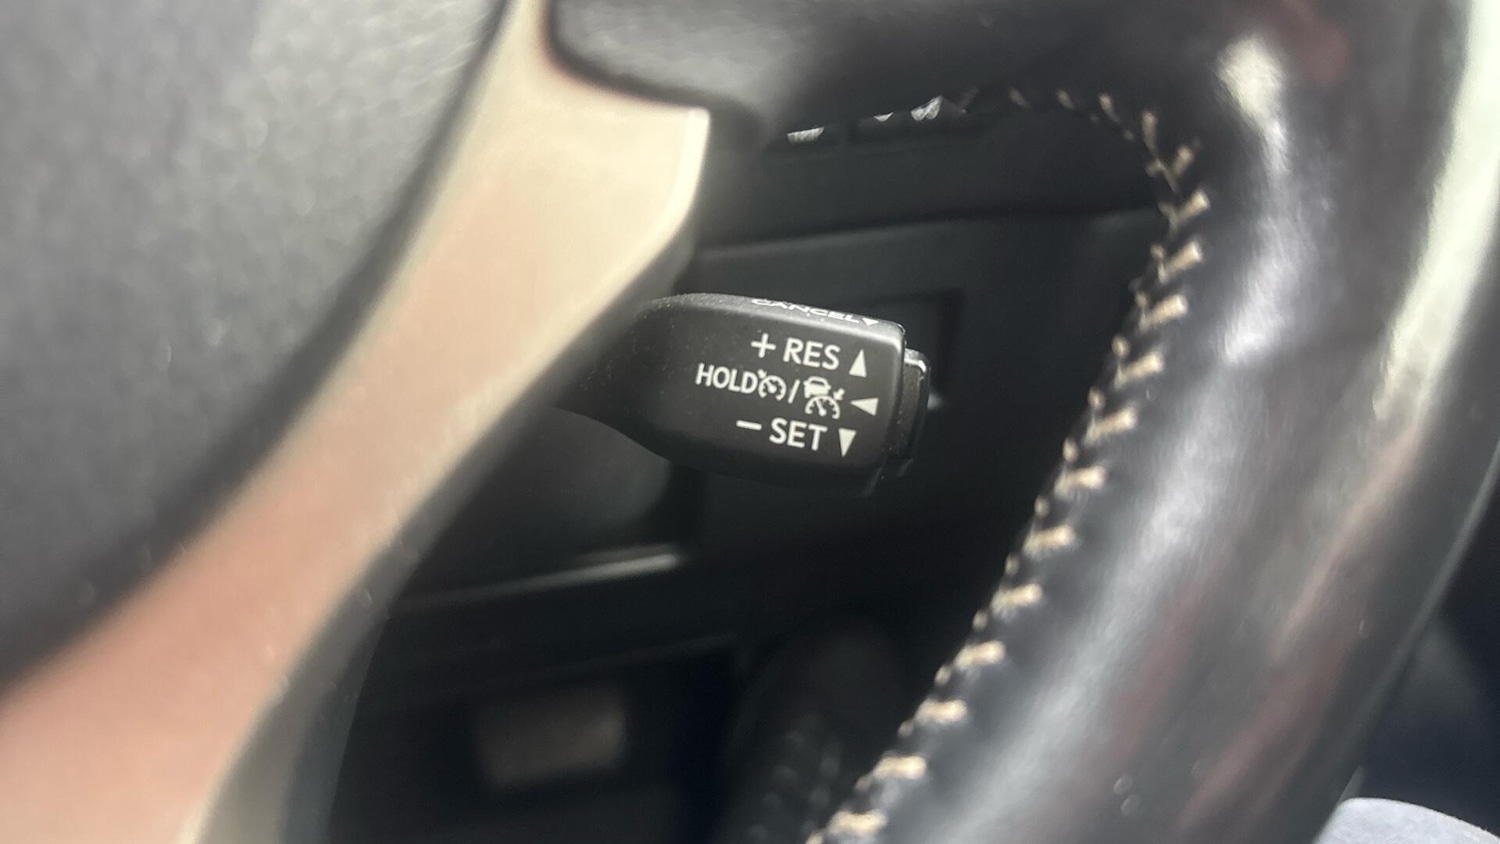 CANCEL▼
+ RES ▲
HOLD / ◀
− SET ▼